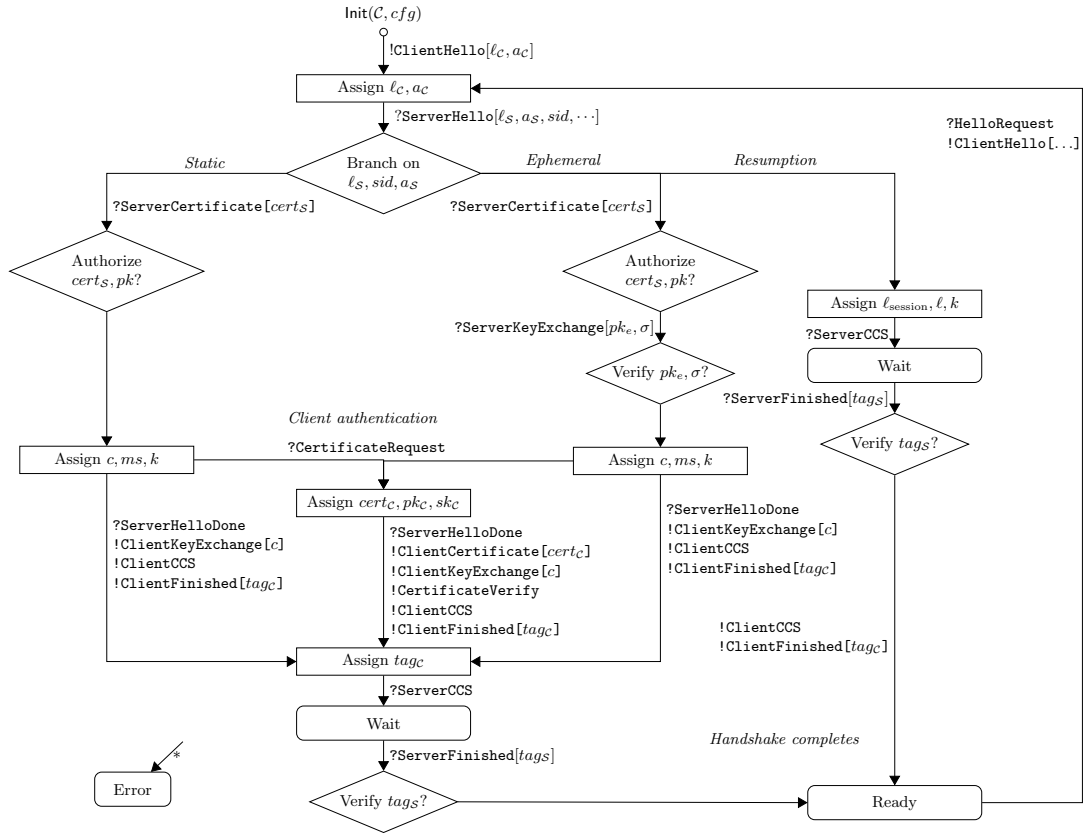 Init(𝒞, cfg)
!ClientHello[ℓ_𝒞, a_𝒞]
Assign ℓ_𝒞, a_𝒞
?ServerHello[ℓ_𝒮, a_𝒮, sid, ⋯]
?HelloRequest
!ClientHello[...]
Static
Branch on
ℓ_𝒮, sid, a_𝒮
Ephemeral
Resumption
?ServerCertificate[cert_𝒮]
?ServerCertificate[cert_𝒮]
Authorize
cert_𝒮, pk?
Authorize
cert_𝒮, pk?
Assign ℓ_session, ℓ, k
?ServerKeyExchange[pk_e, σ]
?ServerCCS
Wait
Verify pk_e, σ?
?ServerFinished[tag_𝒮]
Client authentication
Verify tag_𝒮?
?CertificateRequest
Assign c, ms, k
Assign c, ms, k
Assign cert_𝒞, pk_𝒞, sk_𝒞
?ServerHelloDone
!ClientKeyExchange[c]
!ClientCCS
!ClientFinished[tag_𝒞]
?ServerHelloDone
!ClientCertificate[cert_𝒞]
!ClientKeyExchange[c]
!CertificateVerify
!ClientCCS
!ClientFinished[tag_𝒞]
?ServerHelloDone
!ClientKeyExchange[c]
!ClientCCS
!ClientFinished[tag_𝒞]
!ClientCCS
!ClientFinished[tag_𝒞]
Assign tag_𝒞
?ServerCCS
Wait
Handshake completes
?ServerFinished[tag_𝒮]
*
Error
Verify tag_𝒮?
Ready